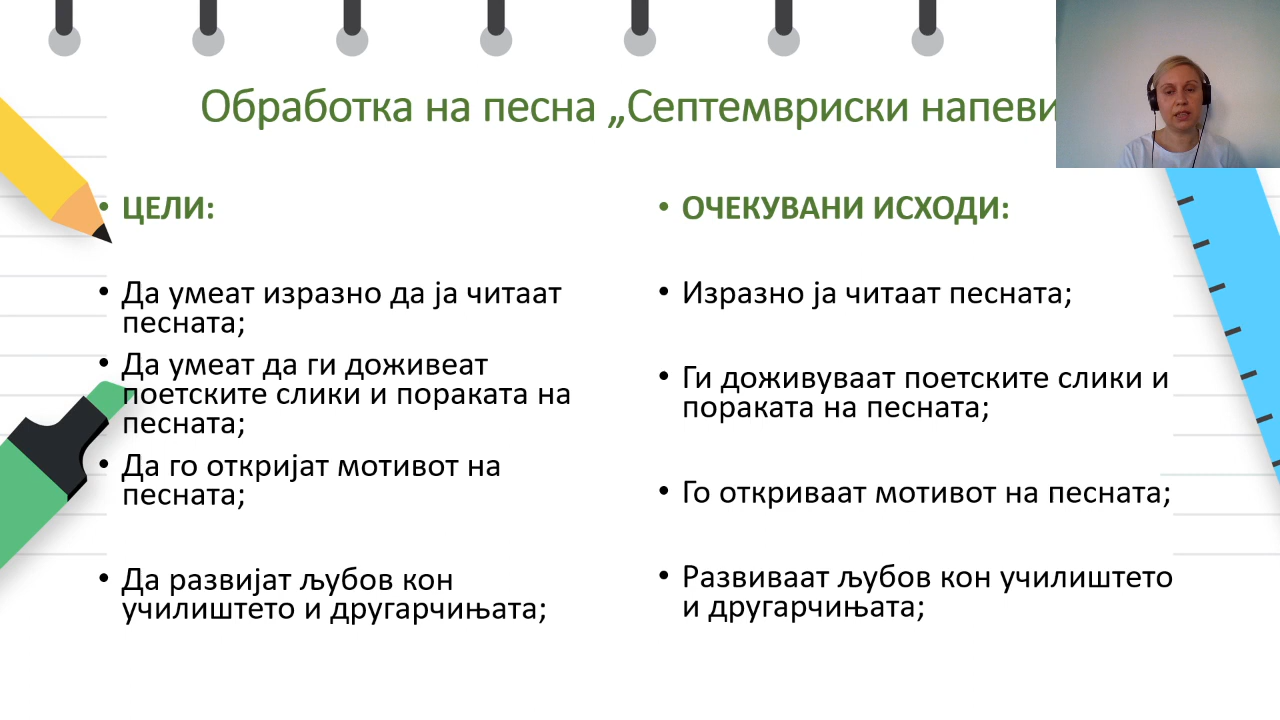 Обработка на песна „Септемвриски напеви
ЦЕЛИ:
Да умеат изразно да ја читаат
песната;
Да умеат да ги доживеат
поетските слики и пораката на
песната;
Да го откријат мотивот на
песната;
Да развијат љубов кон
училиштето и другарчињата;
ОЧЕКУВАНИ ИСХОДИ:
Изразно ја читаат песната;
Ги доживуваат поетските слики и
пораката на песната;
Го откриваат мотивот на песната;
Развиваат љубов кон училиштето
и другарчињата;